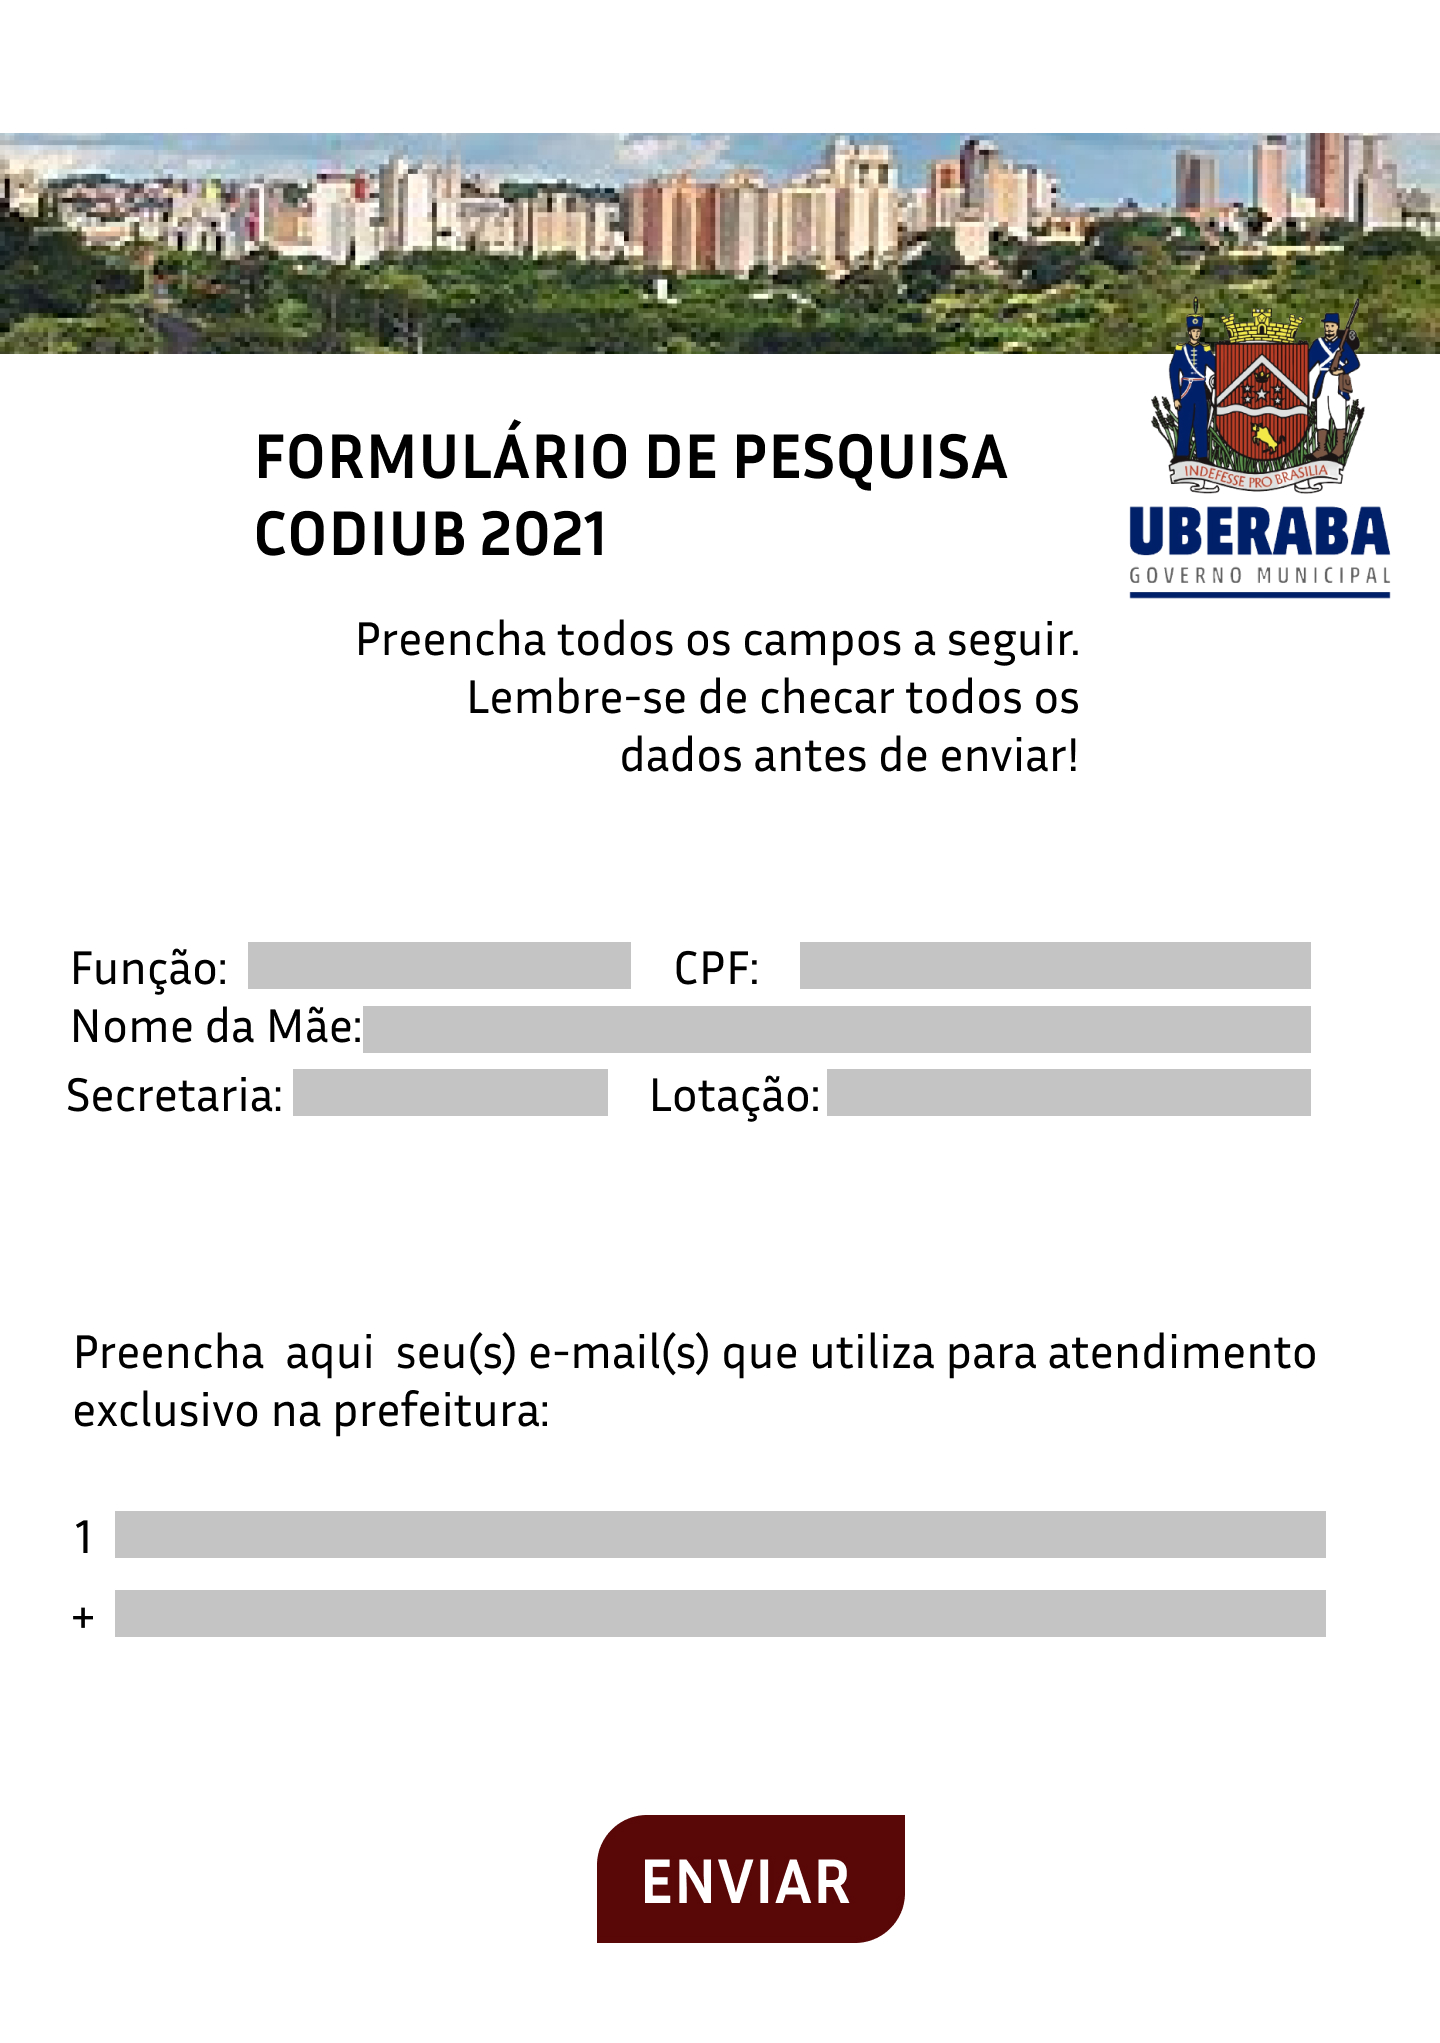 INDEFESSE PRO BRASILIA
UBERABA
GOVERNO MUNICIPAL
FORMULÁRIO DE PESQUISA
CODIUB 2021
Preencha todos os campos a seguir.
Lembre-se de checar todos os
dados antes de enviar!
Função: CPF:
Nome da Mãe:
Secretaria: Lotação:
Preencha aqui seu(s) e-mail(s) que utiliza para atendimento
exclusivo na prefeitura:
1
+
ENVIAR